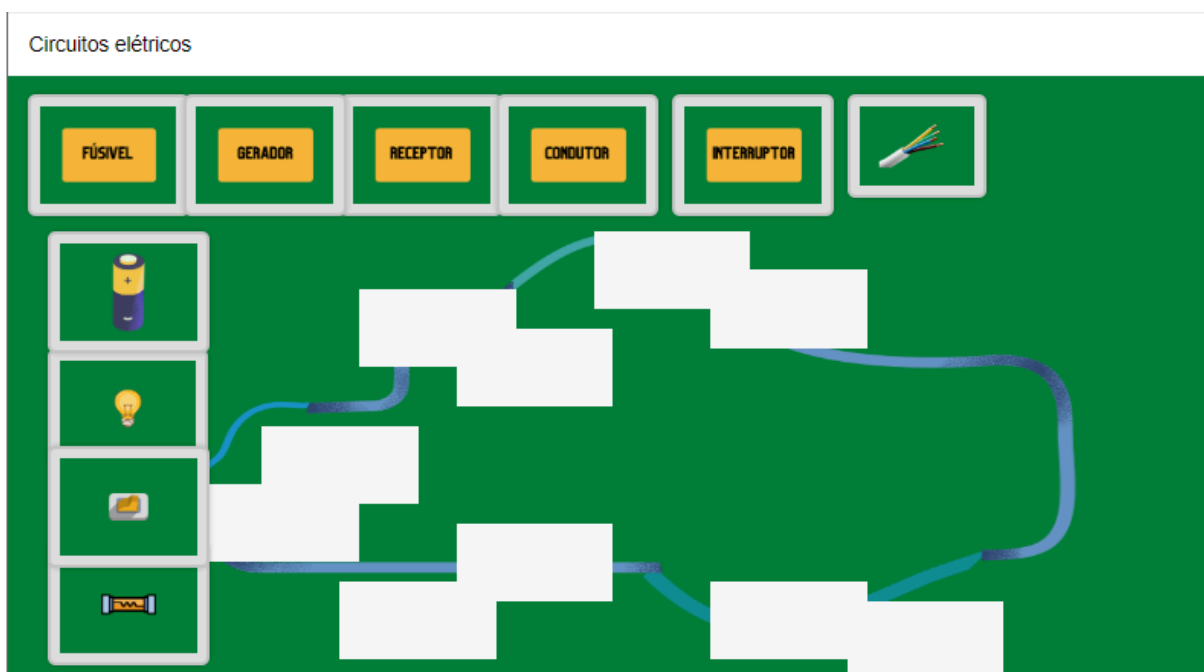 Circuitos elétricos
FÚSIVEL
GERADOR
RECEPTOR
CONDUTOR
INTERRUPTOR